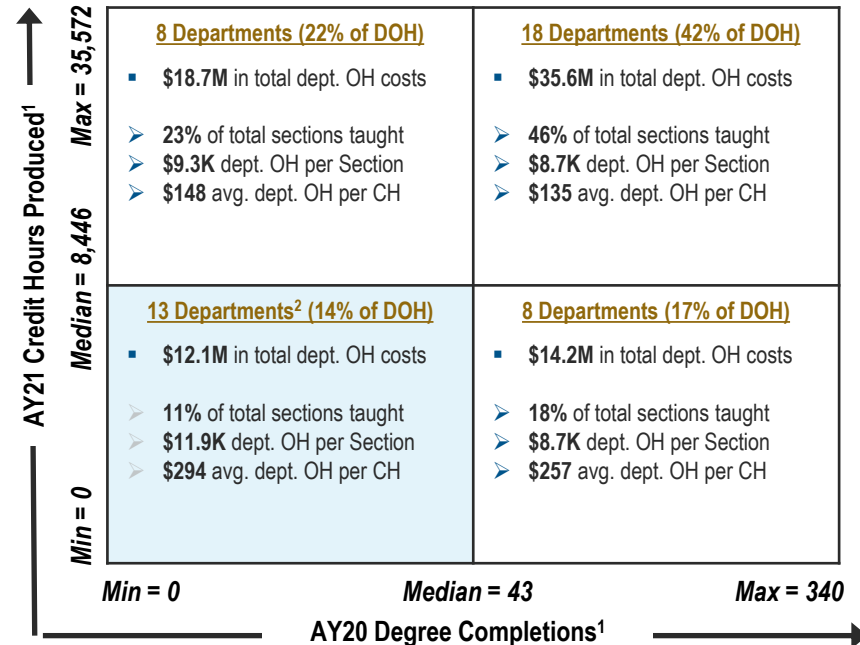 AY21 Credit Hours Produced1
Max = 35,572
Median = 8,446
Min = 0
8 Departments (22% of DOH)
▪ $18.7M in total dept. OH costs
➢ 23% of total sections taught
➢ $9.3K dept. OH per Section
➢ $148 avg. dept. OH per CH
18 Departments (42% of DOH)
▪ $35.6M in total dept. OH costs
➢ 46% of total sections taught
➢ $8.7K dept. OH per Section
➢ $135 avg. dept. OH per CH
13 Departments2 (14% of DOH)
▪ $12.1M in total dept. OH costs
➢ 11% of total sections taught
➢ $11.9K dept. OH per Section
➢ $294 avg. dept. OH per CH
8 Departments (17% of DOH)
▪ $14.2M in total dept. OH costs
➢ 18% of total sections taught
➢ $8.7K dept. OH per Section
➢ $257 avg. dept. OH per CH
Min = 0
Median = 43
Max = 340
AY20 Degree Completions1